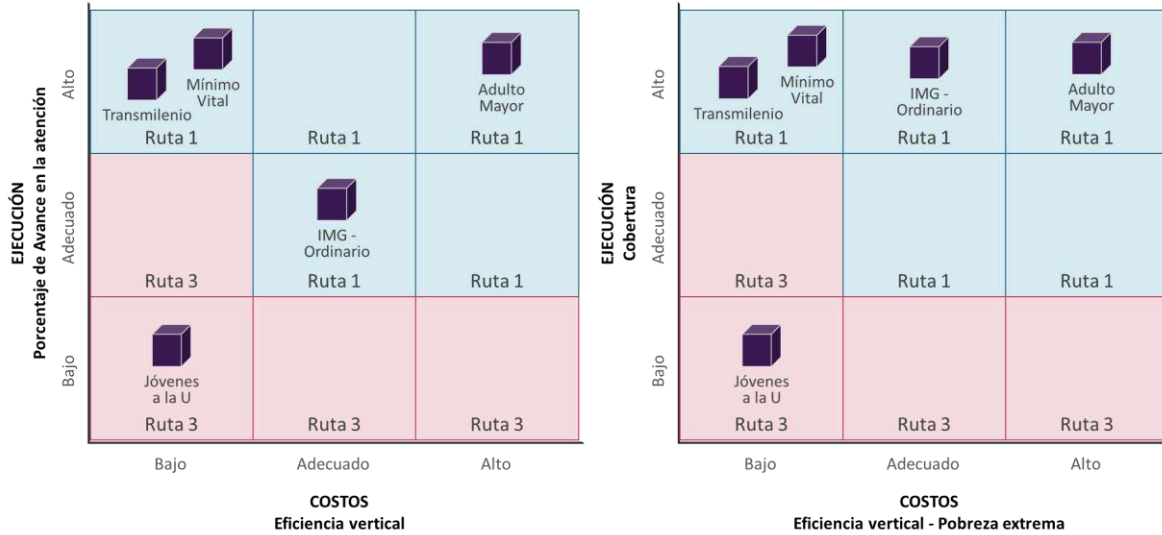 EJECUCIÓN
Porcentaje de Avance en la atención
Alto
Adecuado
Bajo
Transmilenio
Mínimo
Vital
Ruta 1
Ruta 1
Adulto
Mayor
Ruta 1
Ruta 3
IMG -
Ordinario
Ruta 1
Ruta 1
Jóvenes
a la U
Ruta 3
Ruta 3
Ruta 3
Bajo
Adecuado
Alto
COSTOS
Eficiencia vertical
EJECUCIÓN
Cobertura
Alto
Adecuado
Bajo
Transmilenio
Mínimo
Vital
Ruta 1
IMG -
Ordinario
Ruta 1
Adulto
Mayor
Ruta 1
Ruta 3
Ruta 1
Ruta 1
Jóvenes
a la U
Ruta 3
Ruta 3
Ruta 3
Bajo
Adecuado
Alto
COSTOS
Eficiencia vertical - Pobreza extrema